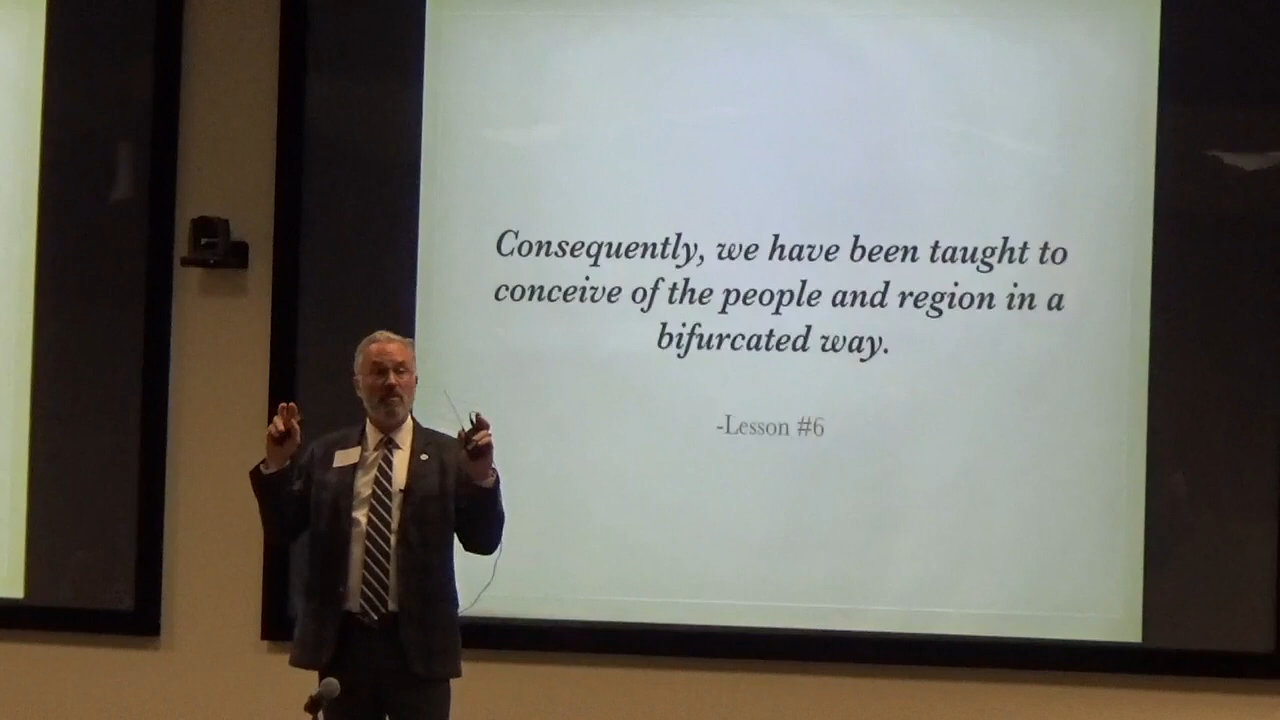 Consequently, we have been taught to
conceive of the people and region in a
bifurcated way.
-Lesson #6